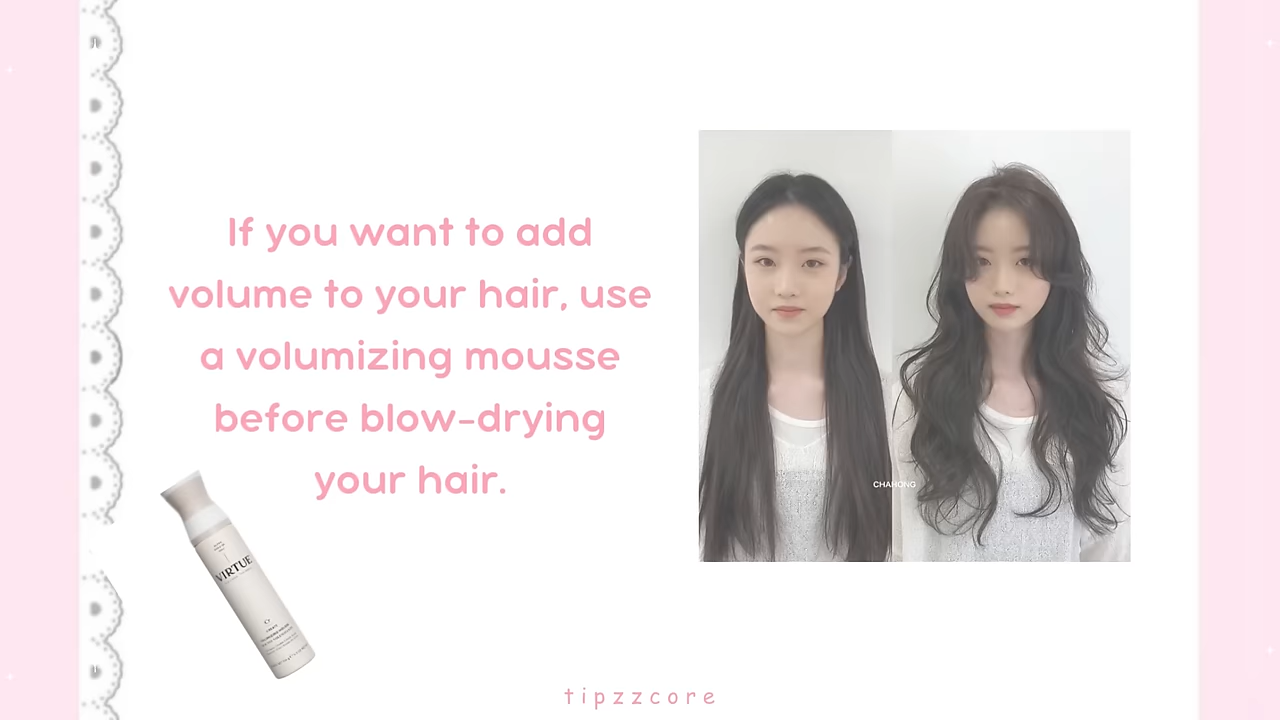 If you want to add
volume to your hair, use
a volumizing mousse
before blow-drying
your hair.
CHAHONG
VIRTUE
tipzzcore